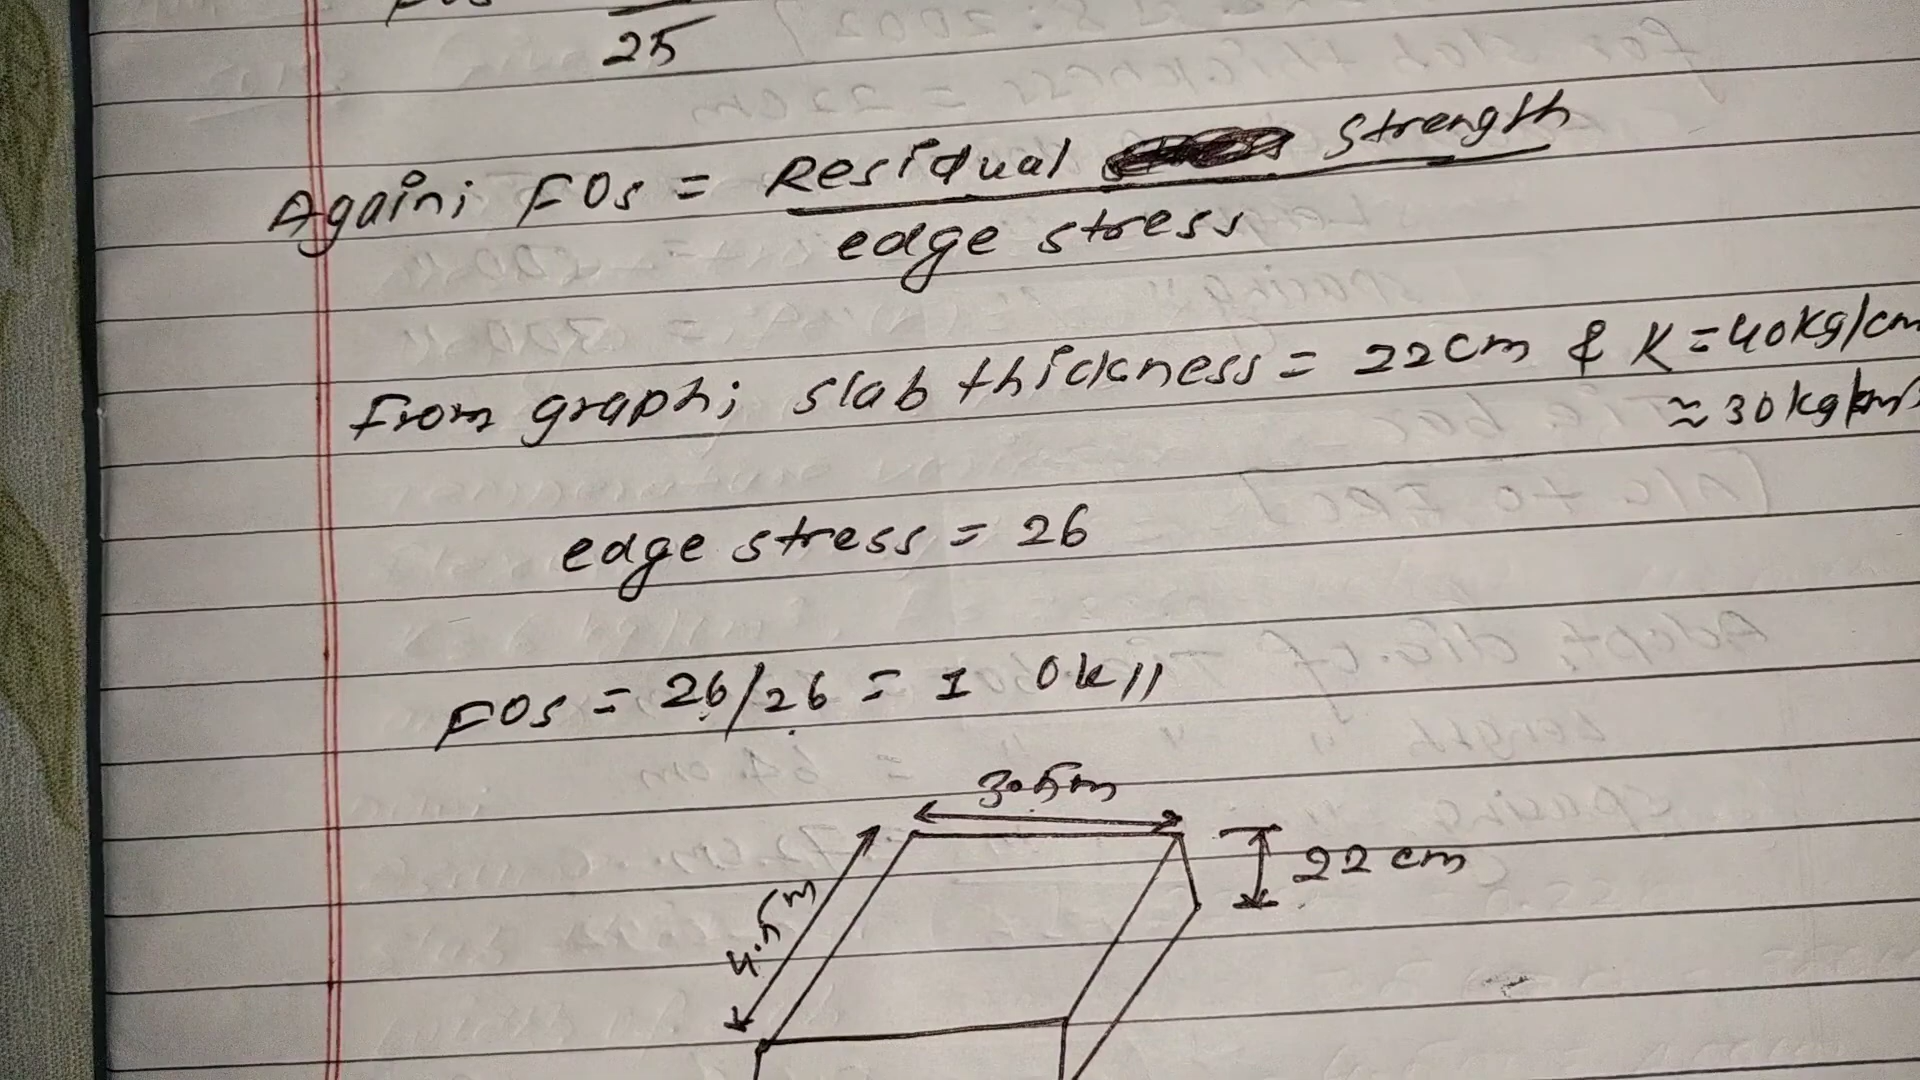 25
Again; FOS = Residual Strength
edge stress
From graph; slab thickness = 22cm & K = 40kg/cm
≈ 30kg/cm³
edge stress = 26
FOS = 26/26 = 1 Ok //
3.5m
4.5m
22 cm